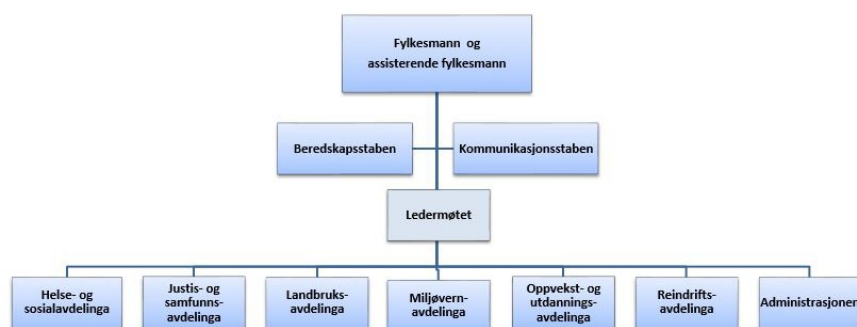 Fylkesmann og
assisterende fylkesmann
Beredskapsstaben
Kommunikasjonsstaben
Ledermøtet
Helse- og
sosialavdelinga
Justis- og
samfunns-
avdelinga
Landbruks-
avdelinga
Miljøvern-
avdelinga
Oppvekst- og
utdannings-
avdelinga
Reindrifts-
avdelinga
Administrasjonen